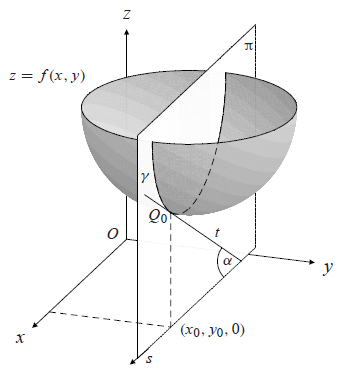 z
π
z = f(x, y)
γ
Q₀
O
t
α
y
(x₀, y₀, 0)
x
s